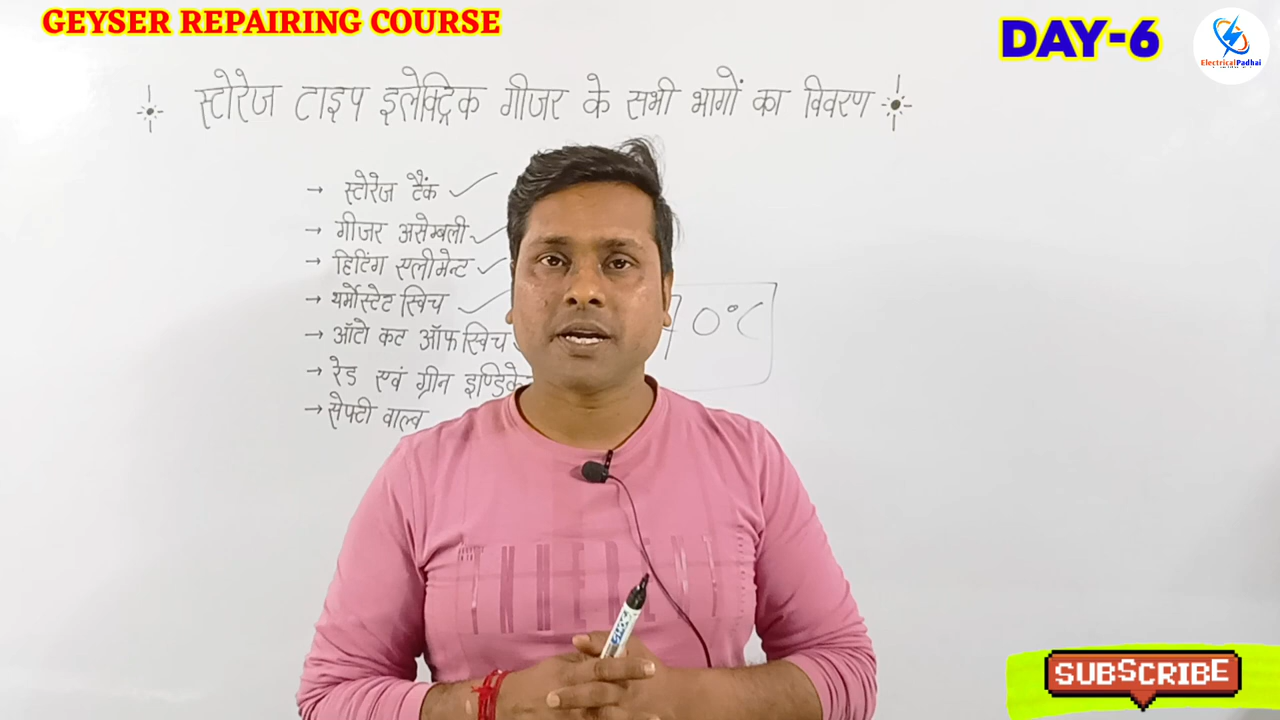 GEYSER REPAIRING COURSE
DAY-6
ElectricalPadhai
स्टोरेज टाइप इलेक्ट्रिक गीजर के सभी भागों का विवरण
→ स्टोरेज टैंक ✓
→ गीजर असेम्बली ✓
→ हिटिंग एलीमेन्ट ✓
→ थर्मोस्टेट स्विच ✓
→ ऑटो कट ऑफ स्विच
→ रेड एवं ग्रीन
→ सेफ्टी वाल्व
70°C
SUBSCRIBE